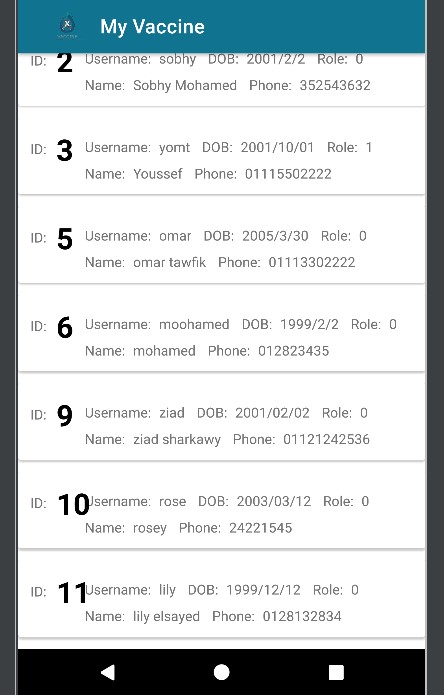 My Vaccine
ID: 2 Username: sobhy DOB: 2001/2/2 Role: 0
Name: Sobhy Mohamed Phone: 352543632
ID: 3 Username: yomt DOB: 2001/10/01 Role: 1
Name: Youssef Phone: 01115502222
ID: 5 Username: omar DOB: 2005/3/30 Role: 0
Name: omar tawfik Phone: 01113302222
ID: 6 Username: moohamed DOB: 1999/2/2 Role: 0
Name: mohamed Phone: 012823435
ID: 9 Username: ziad DOB: 2001/02/02 Role: 0
Name: ziad sharkawy Phone: 01121242536
ID: 10 Username: rose DOB: 2003/03/12 Role: 0
Name: rosey Phone: 24221545
ID: 11 Username: lily DOB: 1999/12/12 Role: 0
Name: lily elsayed Phone: 0128132834